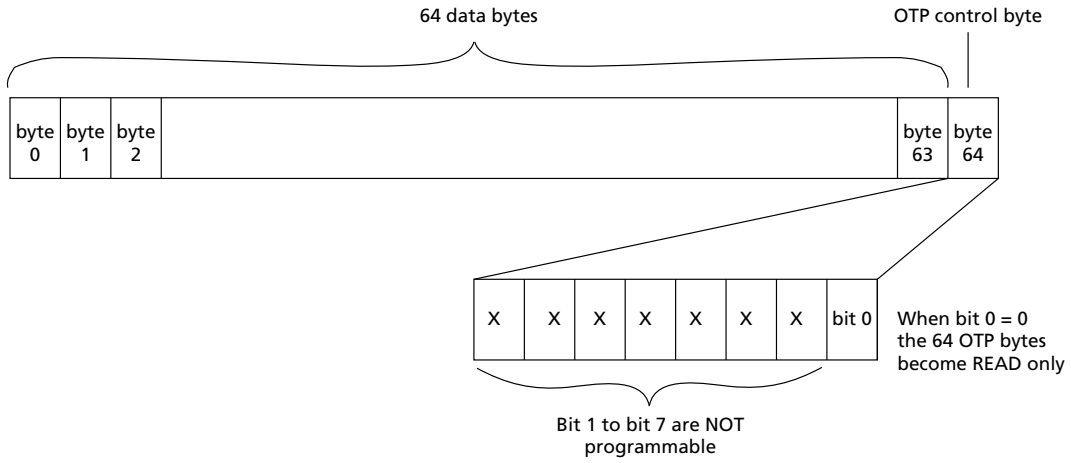 64 data bytes
OTP control byte
byte byte byte byte byte
0 1 2 63 64
X X X X X X X bit 0
When bit 0 = 0
the 64 OTP bytes
become READ only
Bit 1 to bit 7 are NOT
programmable